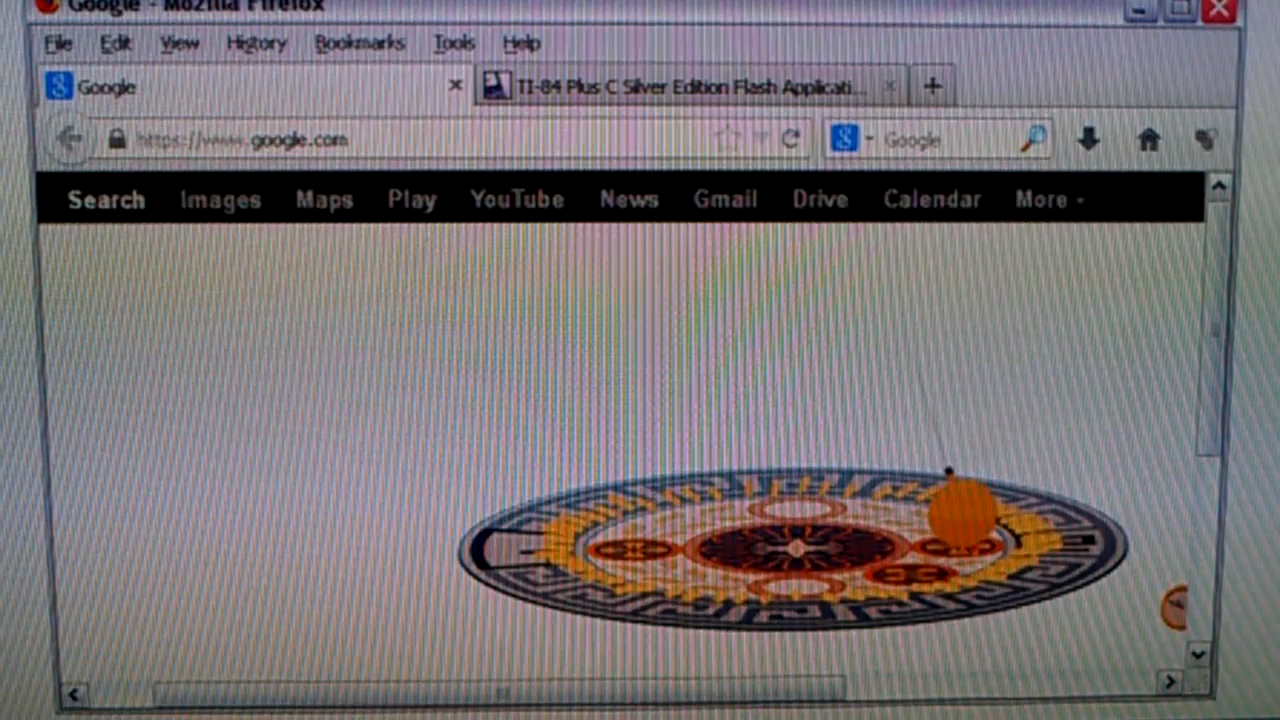 Google - Mozilla Firefox
File Edit View History Bookmarks Tools Help
Google TI-84 Plus C Silver Edition Flash Applicati...
https://www.google.com Google
Search Images Maps Play YouTube News Gmail Drive Calendar More